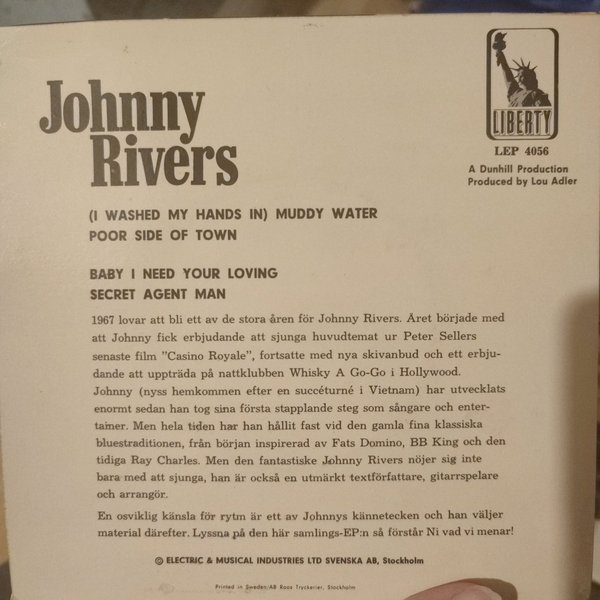 Johnny
Rivers
LIBERTY
LEP 4056
A Dunhill Production
Produced by Lou Adler
(I WASHED MY HANDS IN) MUDDY WATER
POOR SIDE OF TOWN
BABY I NEED YOUR LOVING
SECRET AGENT MAN
1967 lovar att bli ett av de stora åren för Johnny Rivers. Året började med
att Johnny fick erbjudande att sjunga huvudtemat ur Peter Sellers
senaste film "Casino Royale", fortsatte med nya skivanbud och ett erbju-
dande att uppträda på nattklubben Whisky A Go-Go i Hollywood.
Johnny (nyss hemkommen efter en succéturné i Vietnam) har utvecklats
enormt sedan han tog sina första stapplande steg som sångare och enter-
tainer. Men hela tiden har han hållit fast vid den gamla fina klassiska
bluestraditionen, från början inspirerad av Fats Domino, BB King och den
tidiga Ray Charles. Men den fantastiske Johnny Rivers nöjer sig inte
bara med att sjunga, han är också en utmärkt textförfattare, gitarrspelare
och arrangör.
En osviklig känsla för rytm är ett av Johnnys kännetecken och han väljer
material därefter. Lyssna på den här samlings-EP:n så förstår Ni vad vi menar!
© ELECTRIC & MUSICAL INDUSTRIES LTD SVENSKA AB, Stockholm
Printed in Sweden/AB Roos Tryckerier, Stockholm